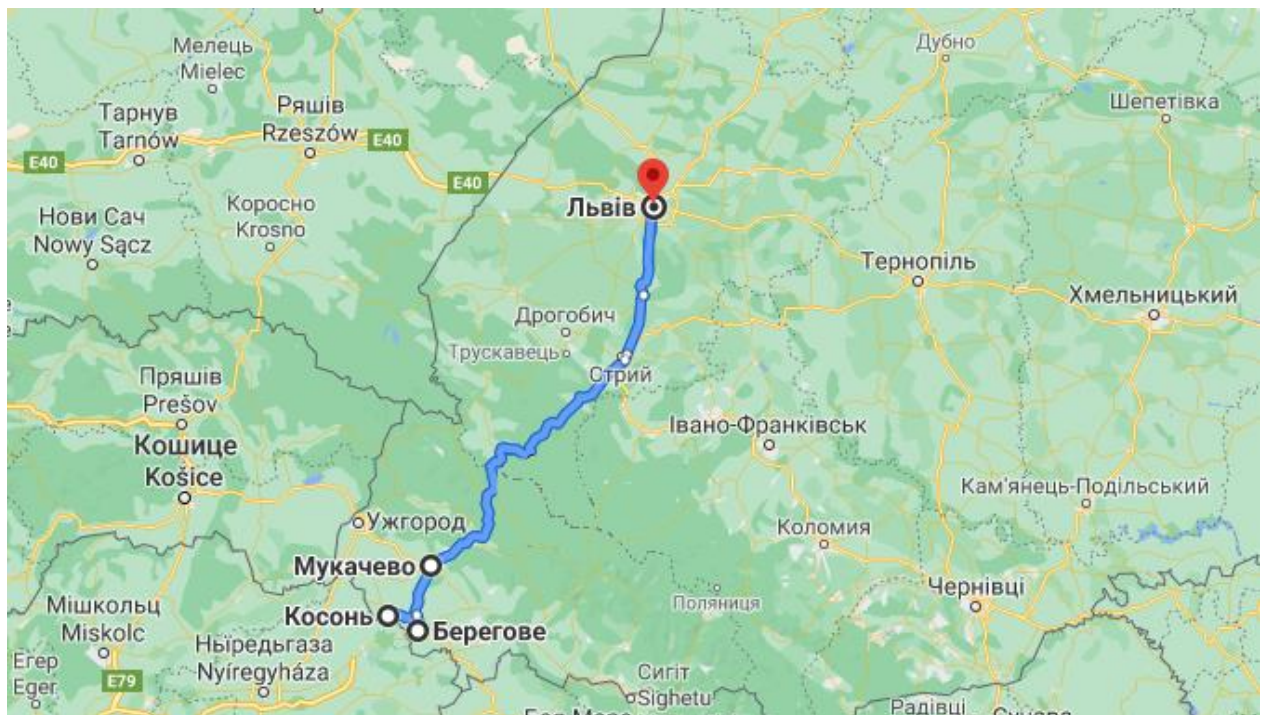 Мелець
Mielec
Дубно
Тарнув
Tarnów
Ряшів
Rzeszów
Шепетівка
E40
E40
E40
Нови Сач
Nowy Sącz
Коросно
Krosno
Львів
Тернопіль
Хмельницький
Дрогобич
Трускавець
Стрий
Пряшів
Prešov
Кошице
Košice
Івано-Франківськ
Кам'янець-Подільський
Ужгород
Коломия
Мукачево
Чернівці
Мішкольц
Miskolc
Косонь
Берегове
Поляниця
Ньїредьгаза
Nyíregyháza
Егер
Eger
E79
Сигіт
Sighetu
Радівці